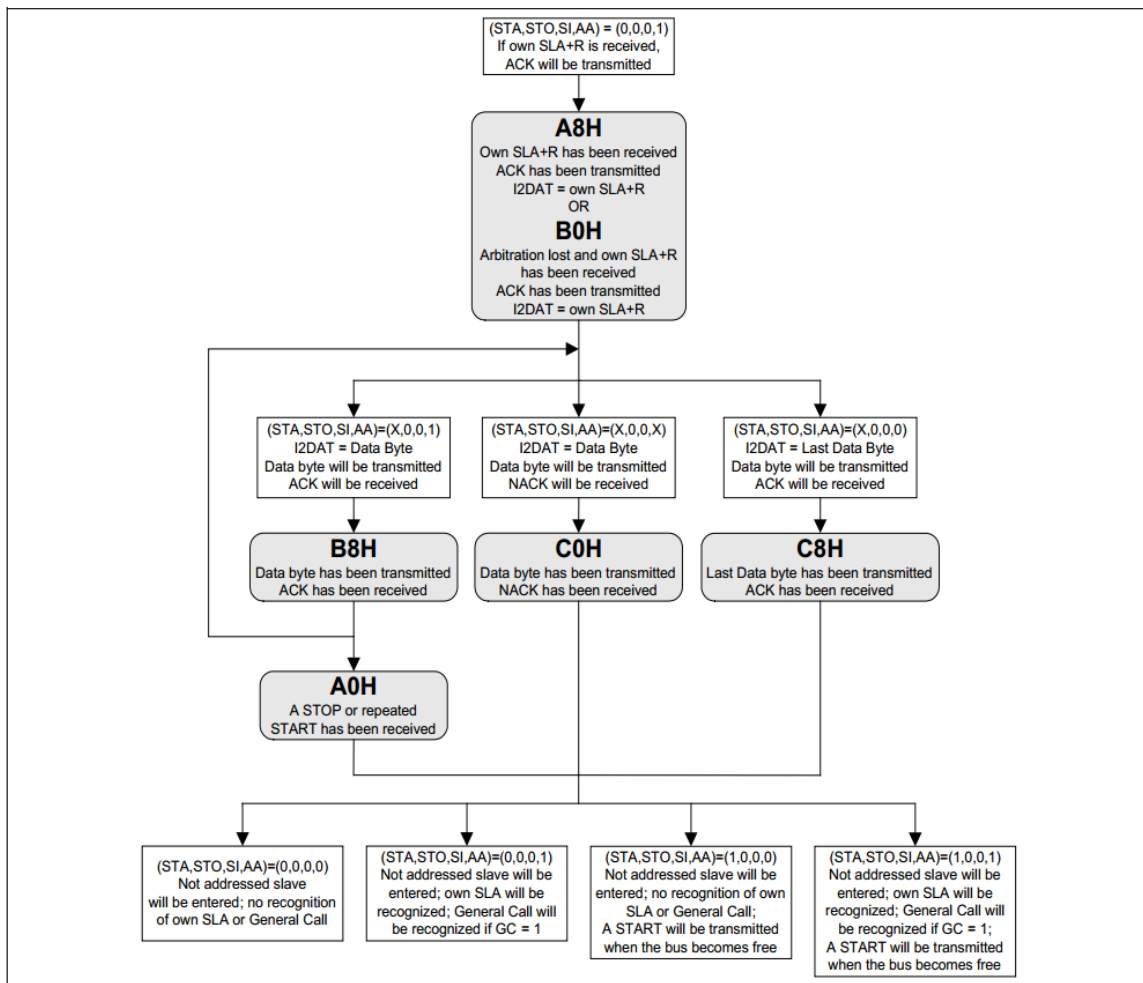 (STA,STO,SI,AA) = (0,0,0,1)
If own SLA+R is received,
ACK will be transmitted
A8H
Own SLA+R has been received
ACK has been transmitted
I2DAT = own SLA+R
OR
B0H
Arbitration lost and own SLA+R
has been received
ACK has been transmitted
I2DAT = own SLA+R
(STA,STO,SI,AA)=(X,0,0,1)
I2DAT = Data Byte
Data byte will be transmitted
ACK will be received
(STA,STO,SI,AA)=(X,0,0,X)
I2DAT = Data Byte
Data byte will be transmitted
NACK will be received
(STA,STO,SI,AA)=(X,0,0,0)
I2DAT = Last Data Byte
Data byte will be transmitted
ACK will be received
B8H
Data byte has been transmitted
ACK has been received
C0H
Data byte has been transmitted
NACK has been received
C8H
Last Data byte has been transmitted
ACK has been received
A0H
A STOP or repeated
START has been received
(STA,STO,SI,AA)=(0,0,0,0)
Not addressed slave
will be entered; no recognition
of own SLA or General Call
(STA,STO,SI,AA)=(0,0,0,1)
Not addressed slave will be
entered; own SLA will be
recognized; General Call will
be recognized if GC = 1
(STA,STO,SI,AA)=(1,0,0,0)
Not addressed slave will be
entered; no recognition of own
SLA or General Call;
A START will be transmitted
when the bus becomes free
(STA,STO,SI,AA)=(1,0,0,1)
Not addressed slave will be
entered; own SLA will be
recognized; General Call will
be recognized if GC = 1;
A START will be transmitted
when the bus becomes free